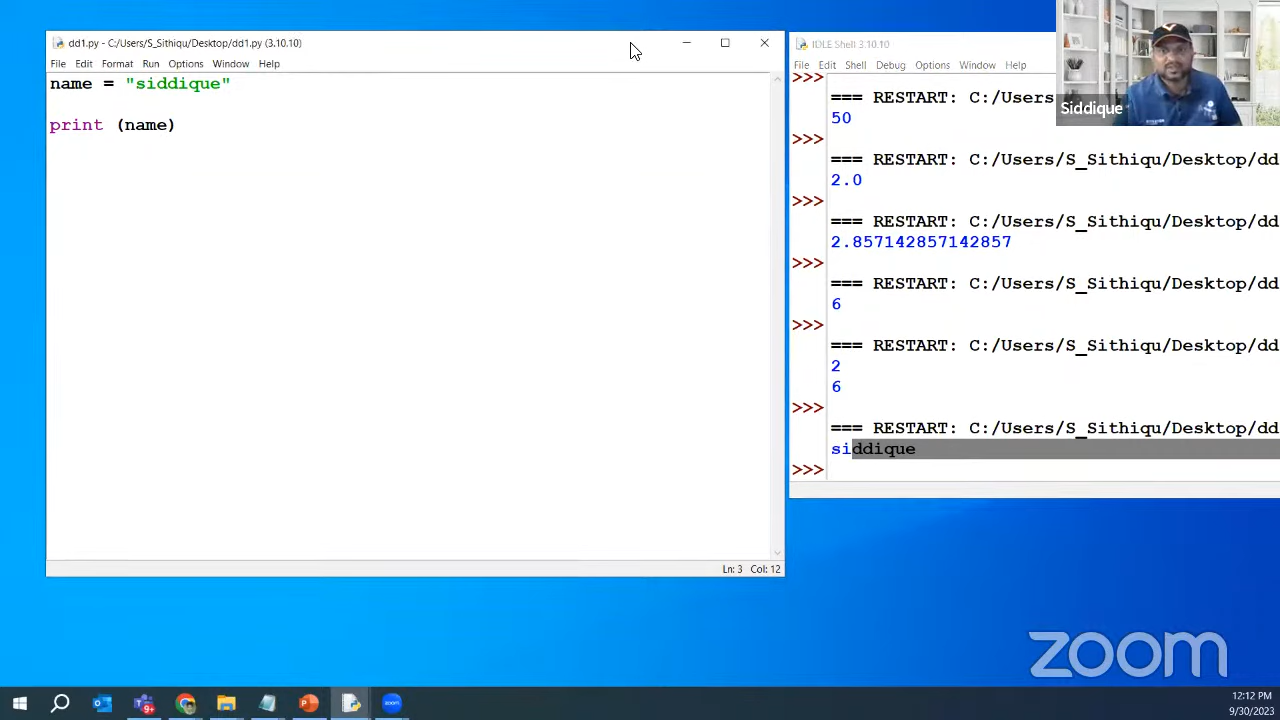 dd1.py - C:/Users/S_Sithiqu/Desktop/dd1.py (3.10.10)
File Edit Format Run Options Window Help
name = "siddique"
print (name)
Ln: 3 Col: 12
IDLE Shell 3.10.10
File Edit Shell Debug Options Window Help
>>>
=== RESTART: C:/Users
50
>>>
=== RESTART: C:/Users/S_Sithiqu/Desktop/dd
2.0
>>>
=== RESTART: C:/Users/S_Sithiqu/Desktop/dd
2.857142857142857
>>>
=== RESTART: C:/Users/S_Sithiqu/Desktop/dd
6
>>>
=== RESTART: C:/Users/S_Sithiqu/Desktop/dd
2
6
>>>
=== RESTART: C:/Users/S_Sithiqu/Desktop/dd
siddique
>>>
Siddique
zoom
zoom
12:12 PM
9/30/2023